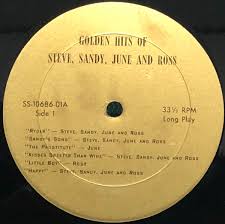 GOLDEN HITS OF
STEVE, SANDY, JUNE AND ROSS
SS-10686-01A
Side 1
33⅓ RPM
Long Play
"RYDER" — STEVE, SANDY, JUNE AND ROSS
"SANDY'S SONG" — STEVE, SANDY, JUNE AND ROSS
"THE PROSTITUTE" — JUNE
"KISSES SWEETER THAN WINE" — STEVE, SANDY, JUNE AND ROSS
"LITTLE BOY" — ROSS
"HAPPY" — STEVE, SANDY, JUNE AND ROSS